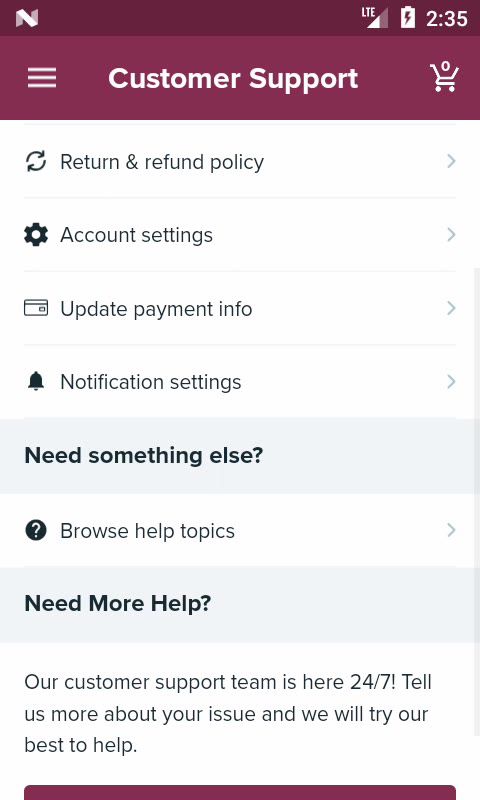 LTE
2:35
Customer Support
0
Return & refund policy
Account settings
Update payment info
Notification settings
Need something else?
Browse help topics
Need More Help?
Our customer support team is here 24/7! Tell
us more about your issue and we will try our
best to help.